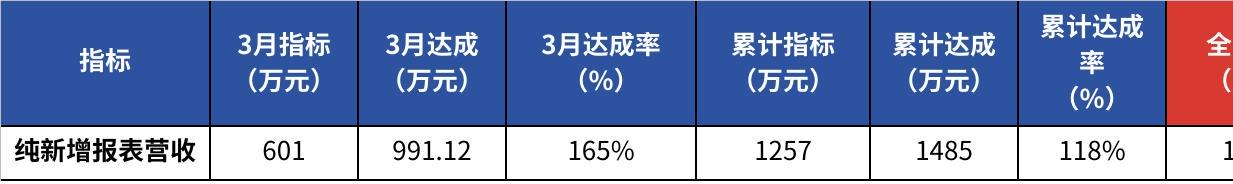 指标
3月指标
（万元）
3月达成
（万元）
3月达成率
（%）
累计指标
（万元）
累计达成
（万元）
累计达成
率
（%）
全
（
纯新增报表营收
601
991.12
165%
1257
1485
118%
1